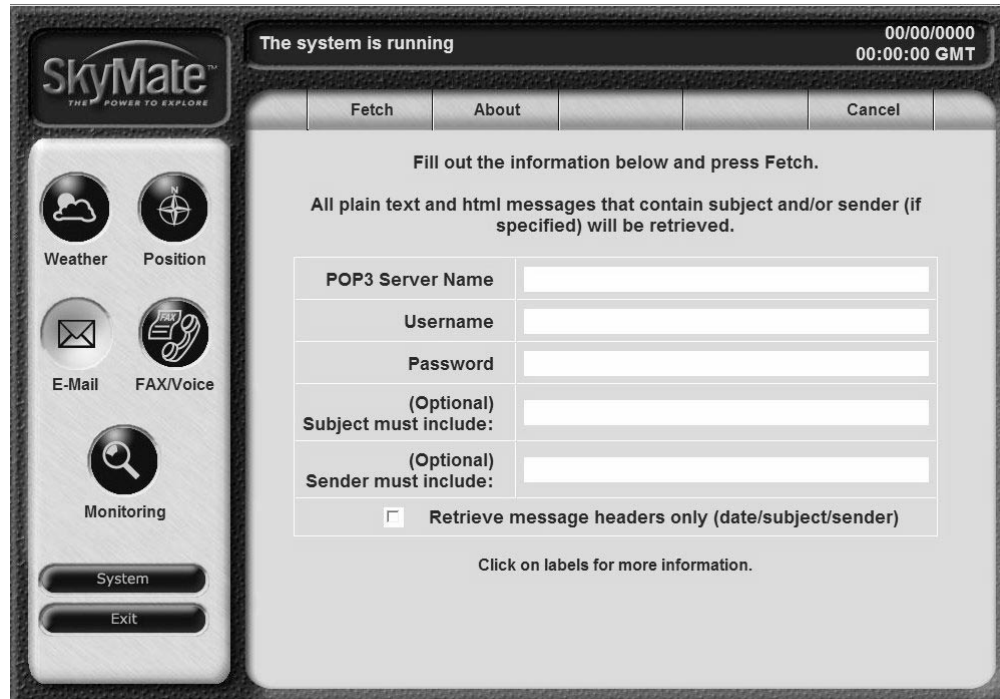 SkyMate™
THE POWER TO EXPLORE
The system is running
00/00/0000
00:00:00 GMT
Fetch
About
Cancel
Weather
Position
N
E-Mail
FAX
FAX/Voice
Monitoring
System
Exit
Fill out the information below and press Fetch.
All plain text and html messages that contain subject and/or sender (if
specified) will be retrieved.
POP3 Server Name
Username
Password
(Optional)
Subject must include:
(Optional)
Sender must include:
Retrieve message headers only (date/subject/sender)
Click on labels for more information.